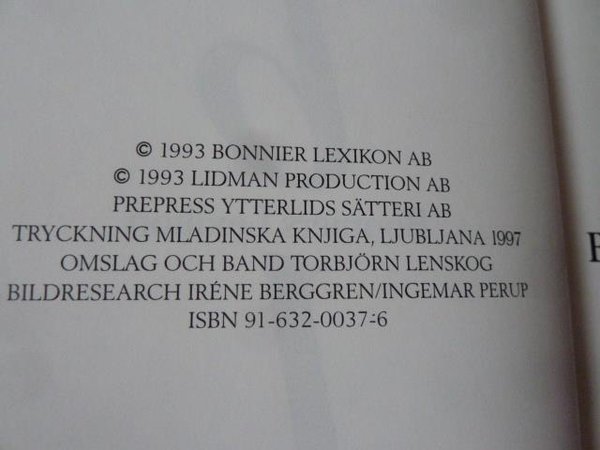 © 1993 BONNIER LEXIKON AB
© 1993 LIDMAN PRODUCTION AB
PREPRESS YTTERLIDS SÄTTERI AB
TRYCKNING MLADINSKA KNJIGA, LJUBLJANA 1997
OMSLAG OCH BAND TORBJÖRN LENSKOG
BILDRESEARCH IRÉNE BERGGREN/INGEMAR PERUP
ISBN 91-632-0037-6